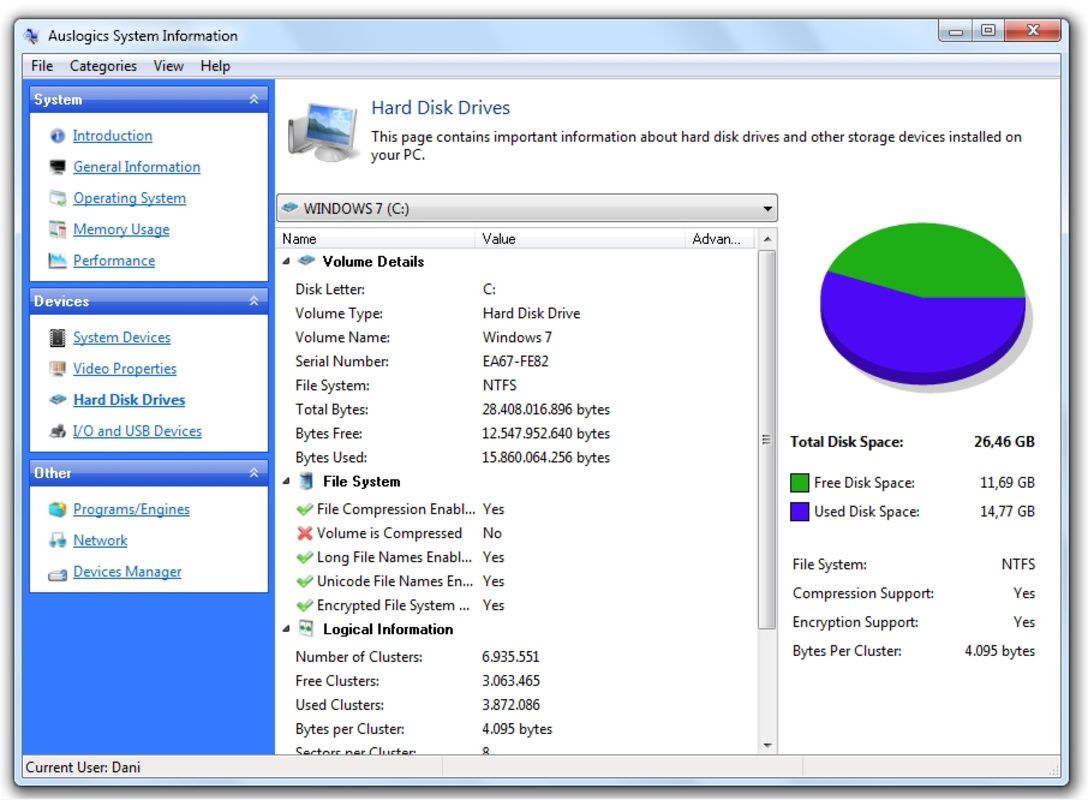 Auslogics System Information
File Categories View Help
System
Introduction
General Information
Operating System
Memory Usage
Performance
Devices
System Devices
Video Properties
Hard Disk Drives
I/O and USB Devices
Other
Programs/Engines
Network
Devices Manager
Hard Disk Drives
This page contains important information about hard disk drives and other storage devices installed on
your PC.
WINDOWS 7 (C:)
Name Value Advan...
Volume Details
Disk Letter: C:
Volume Type: Hard Disk Drive
Volume Name: Windows 7
Serial Number: EA67-FE82
File System: NTFS
Total Bytes: 28.408.016.896 bytes
Bytes Free: 12.547.952.640 bytes
Bytes Used: 15.860.064.256 bytes
File System
File Compression Enabl... Yes
Volume is Compressed No
Long File Names Enabl... Yes
Unicode File Names En... Yes
Encrypted File System ... Yes
Logical Information
Number of Clusters: 6.935.551
Free Clusters: 3.063.465
Used Clusters: 3.872.086
Bytes per Cluster: 4.095 bytes
Sectors per Cluster: 8
Total Disk Space: 26,46 GB
Free Disk Space: 11,69 GB
Used Disk Space: 14,77 GB
File System: NTFS
Compression Support: Yes
Encryption Support: Yes
Bytes Per Cluster: 4.095 bytes
Current User: Dani